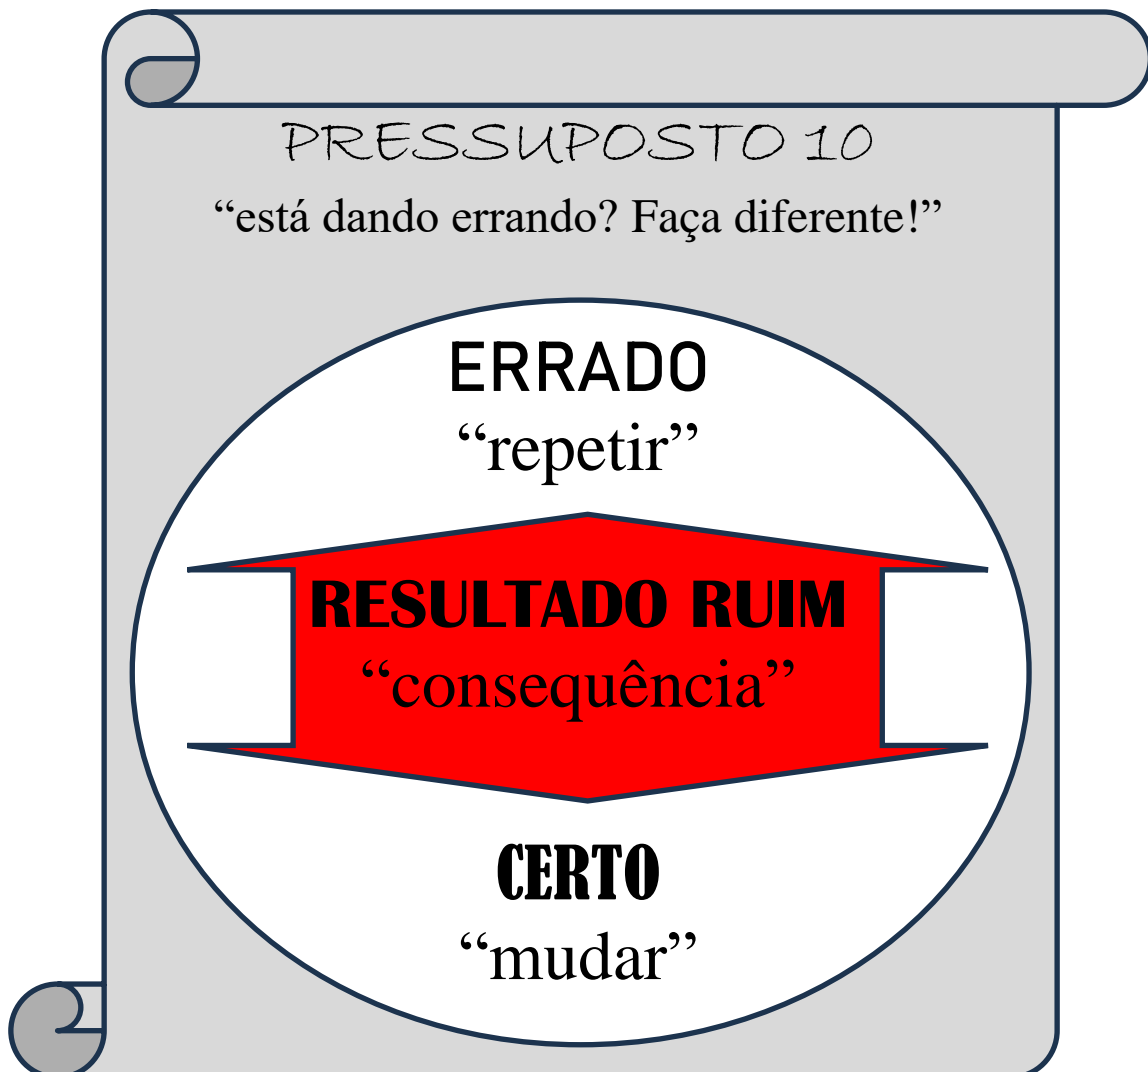 PRESSUPOSTO 10
“está dando errando? Faça diferente!”
ERRADO
“repetir”
RESULTADO RUIM
“consequência”
CERTO
“mudar”